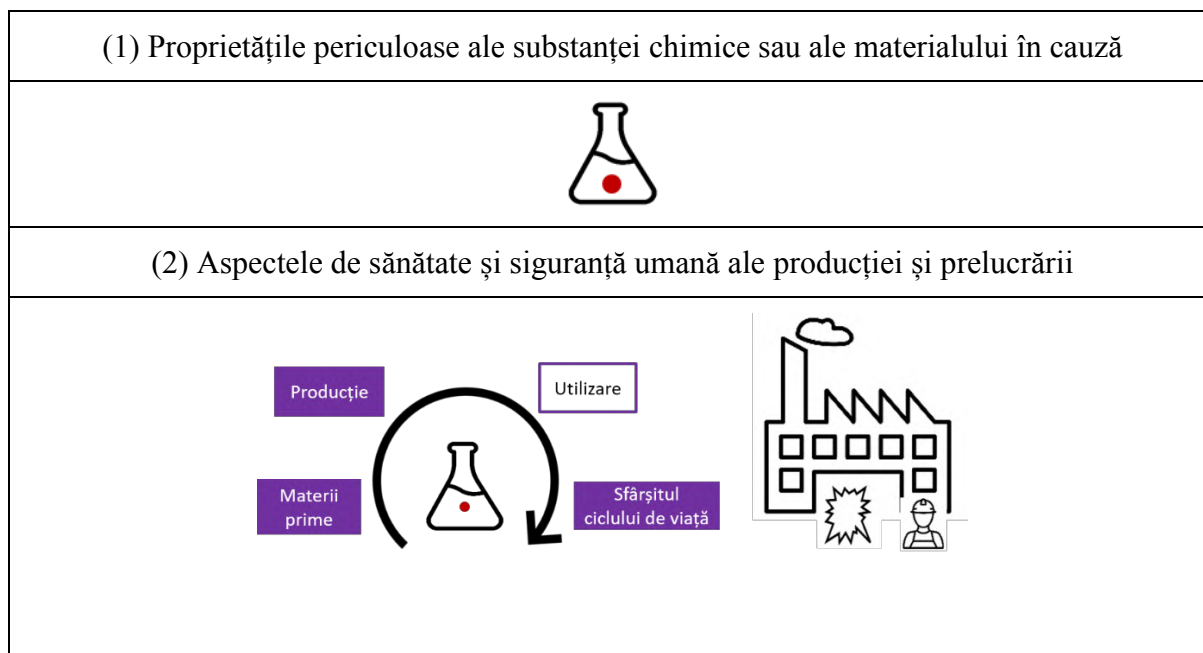 (1) Proprietățile periculoase ale substanței chimice sau ale materialului în cauză
(2) Aspectele de sănătate și siguranță umană ale producției și prelucrării
Producție
Utilizare
Materii
prime
Sfârșitul
ciclului de viață